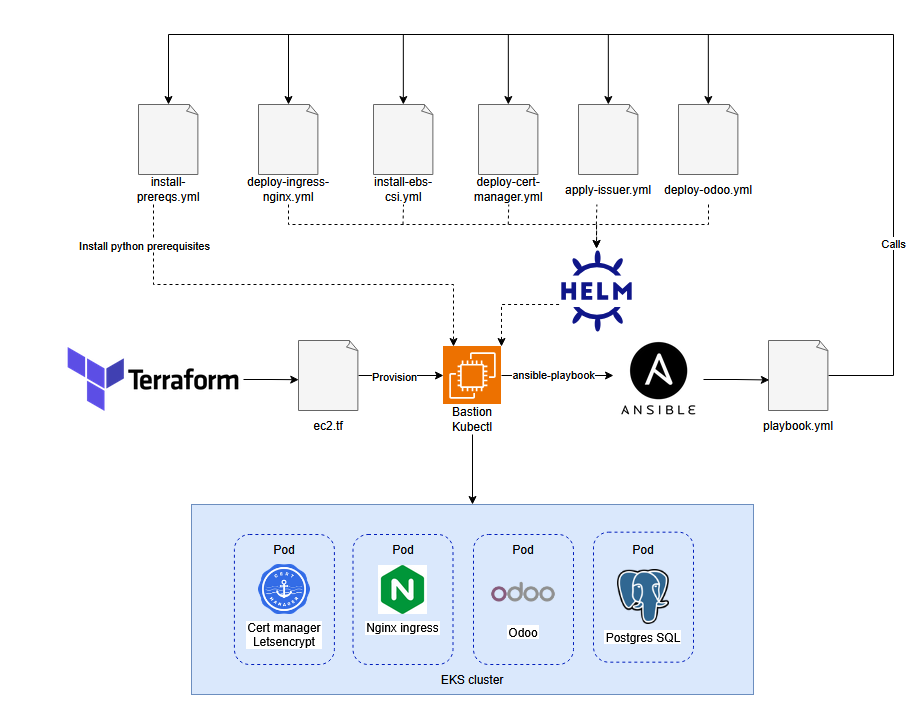 install-
prereqs.yml
deploy-ingress-
nginx.yml
install-ebs-
csi.yml
deploy-cert-
manager.yml
apply-issuer.yml
deploy-odoo.yml
Install python prerequisites
Calls
HELM
Terraform
ec2.tf
Provision
Bastion
Kubectl
ansible-playbook
A
ANSIBLE
playbook.yml
Pod
CERT
MANAGER
Cert manager
Letsencrypt
Pod
N
Nginx ingress
Pod
odoo
Odoo
Pod
Postgres SQL
EKS cluster